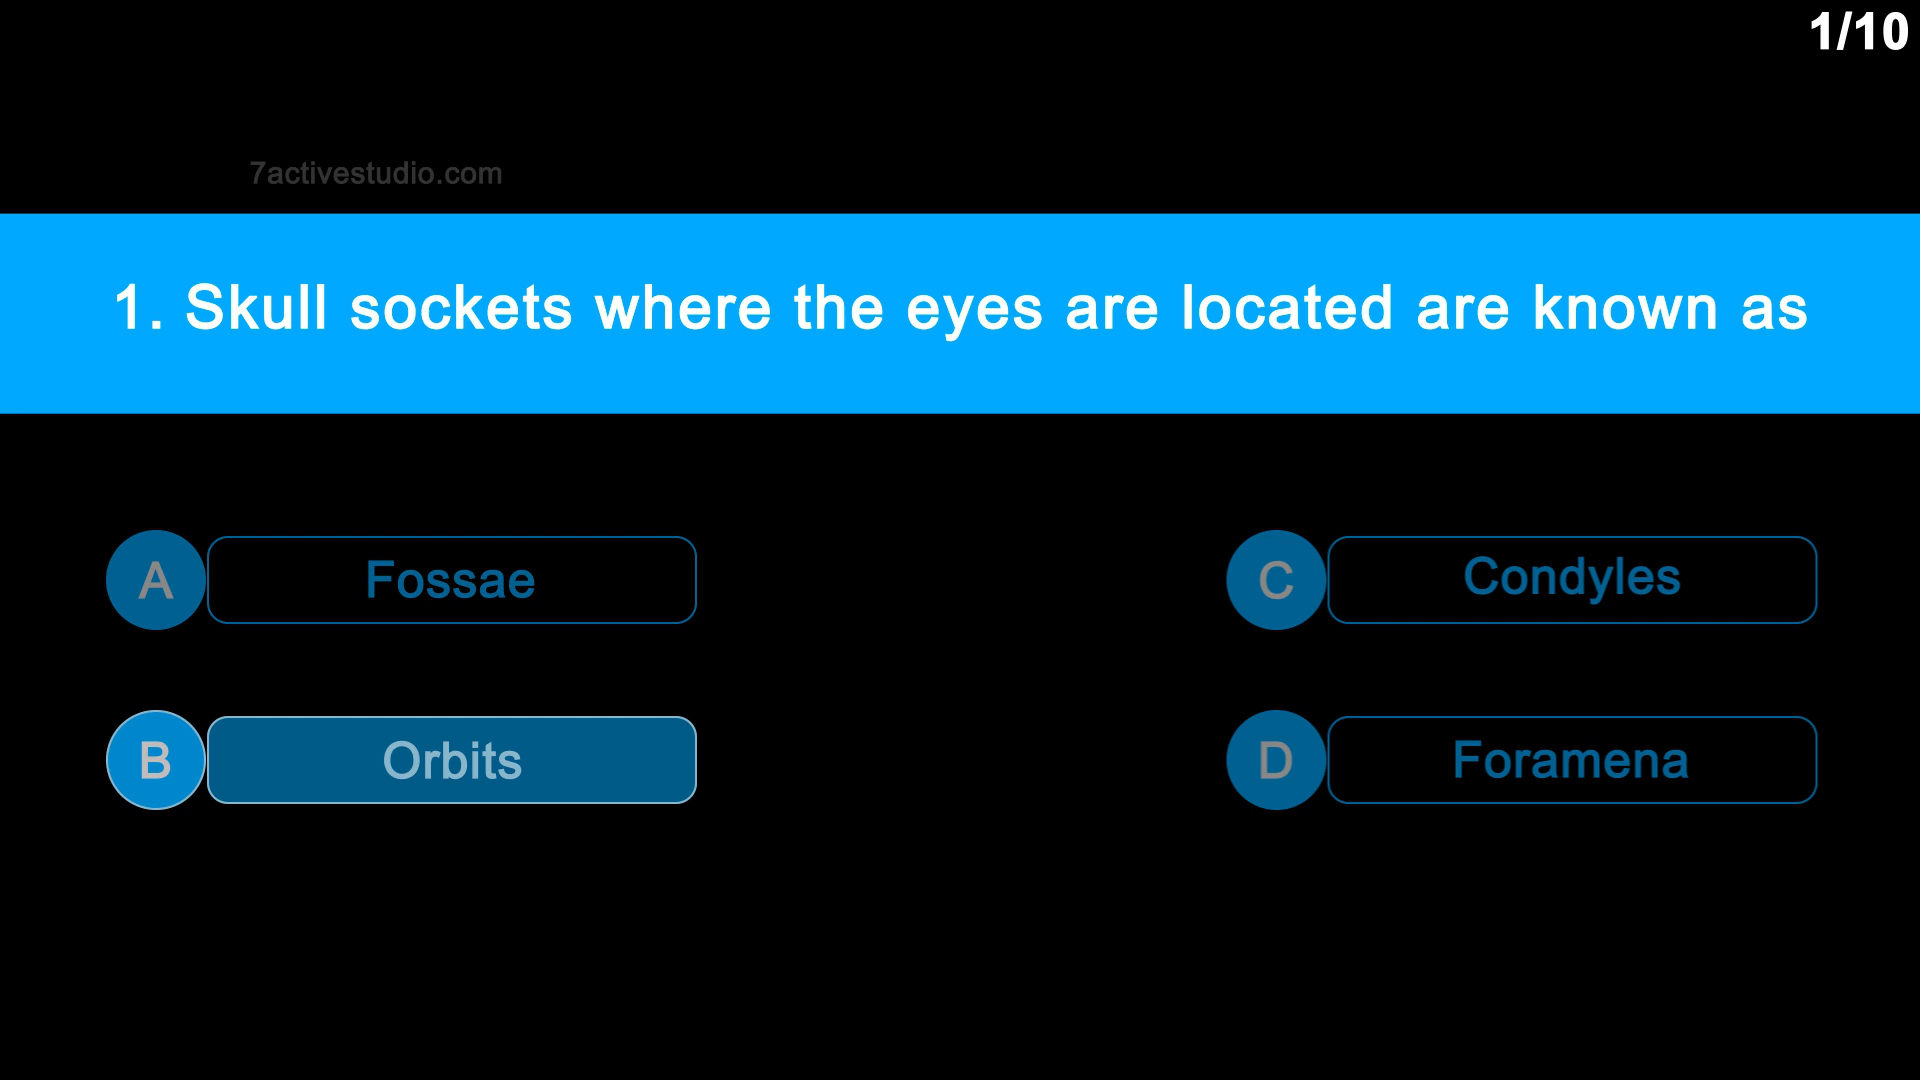 1/10
7activestudio.com
1. Skull sockets where the eyes are located are known as
A Fossae
B Orbits
C Condyles
D Foramena